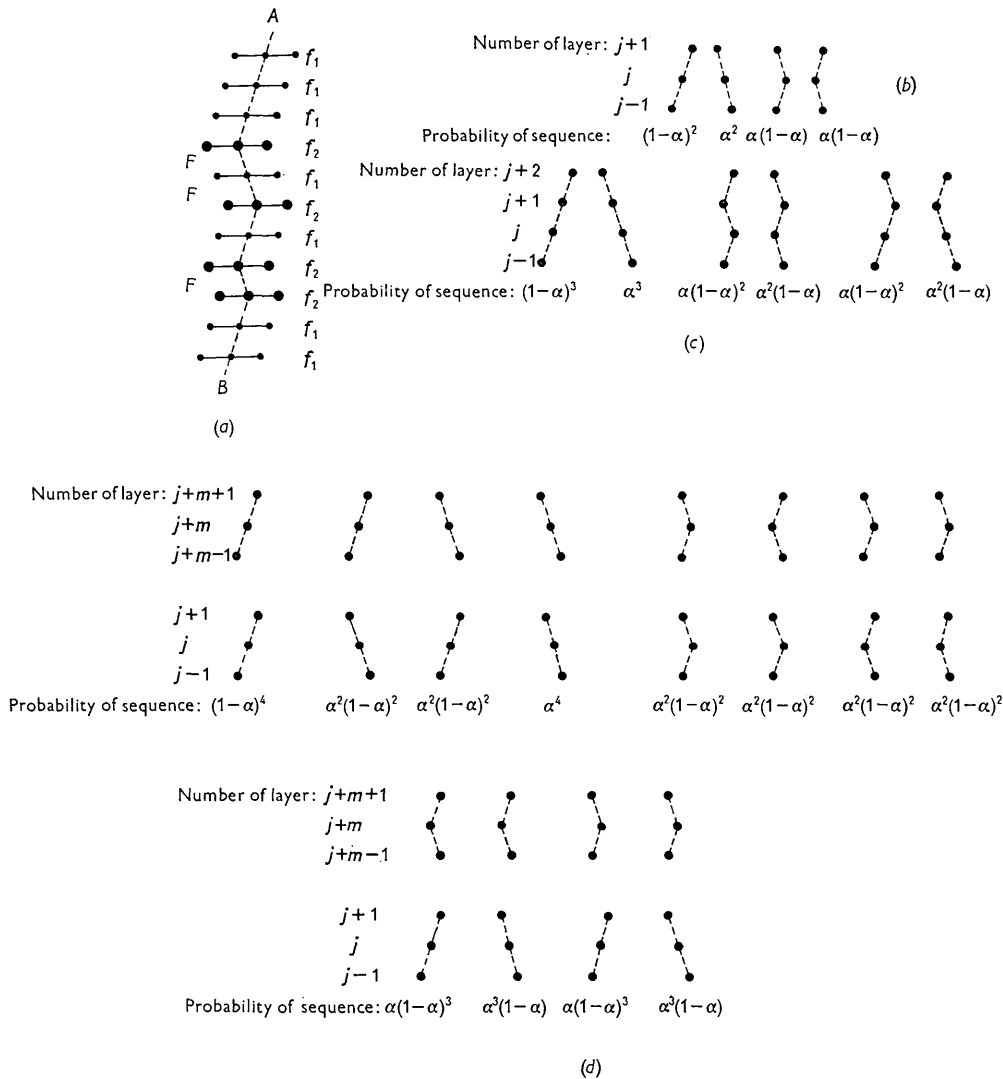 A
f₁
f₁
f₁
f₂
F
f₁
F
f₂
f₁
f₂
F
f₂
f₁
f₁
B
(a)
Number of layer: j+1
j
j−1
(b)
Probability of sequence: (1−α)² α² α(1−α) α(1−α)
Number of layer: j+2
j+1
j
j−1
Probability of sequence: (1−α)³ α³ α(1−α)² α²(1−α) α(1−α)² α²(1−α)
(c)
Number of layer: j+m+1
j+m
j+m−1
j+1
j
j−1
Probability of sequence: (1−α)⁴ α²(1−α)² α²(1−α)² α⁴ α²(1−α)² α²(1−α)² α²(1−α)² α²(1−α)²
Number of layer: j+m+1
j+m
j+m−1
j+1
j
j−1
Probability of sequence: α(1−α)³ α³(1−α) α(1−α)³ α³(1−α)
(d)